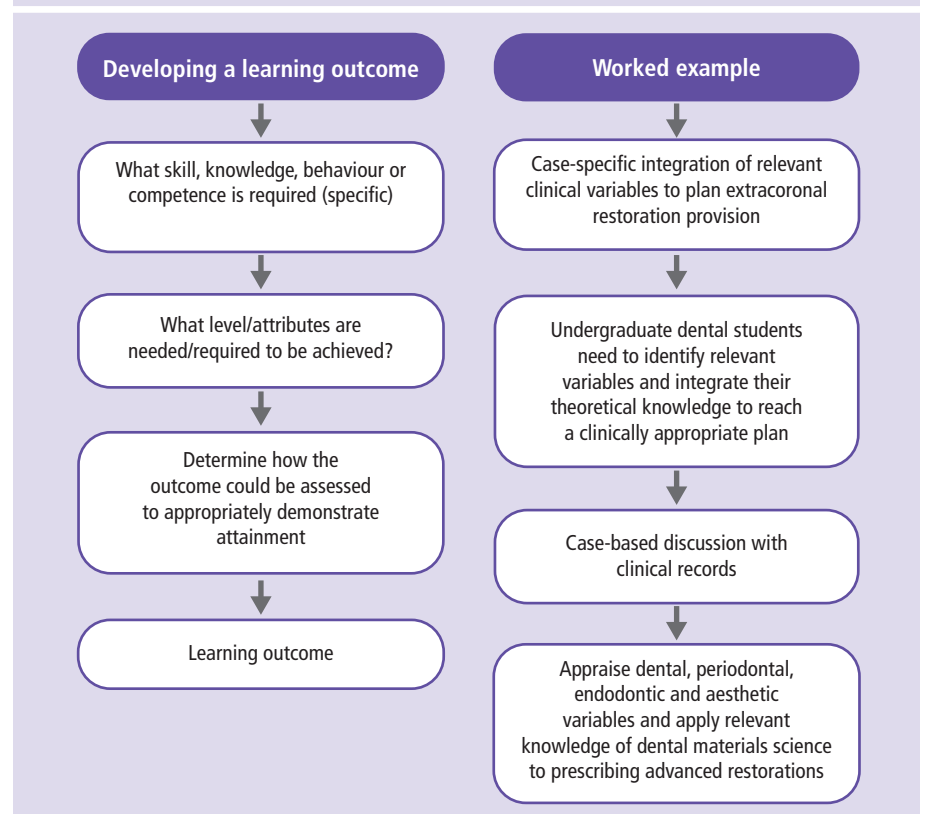 Developing a learning outcome
What skill, knowledge, behaviour or
competence is required (specific)
What level/attributes are
needed/required to be achieved?
Determine how the
outcome could be assessed
to appropriately demonstrate
attainment
Learning outcome
Worked example
Case-specific integration of relevant
clinical variables to plan extracoronal
restoration provision
Undergraduate dental students
need to identify relevant
variables and integrate their
theoretical knowledge to reach
a clinically appropriate plan
Case-based discussion with
clinical records
Appraise dental, periodontal,
endodontic and aesthetic
variables and apply relevant
knowledge of dental materials science
to prescribing advanced restorations